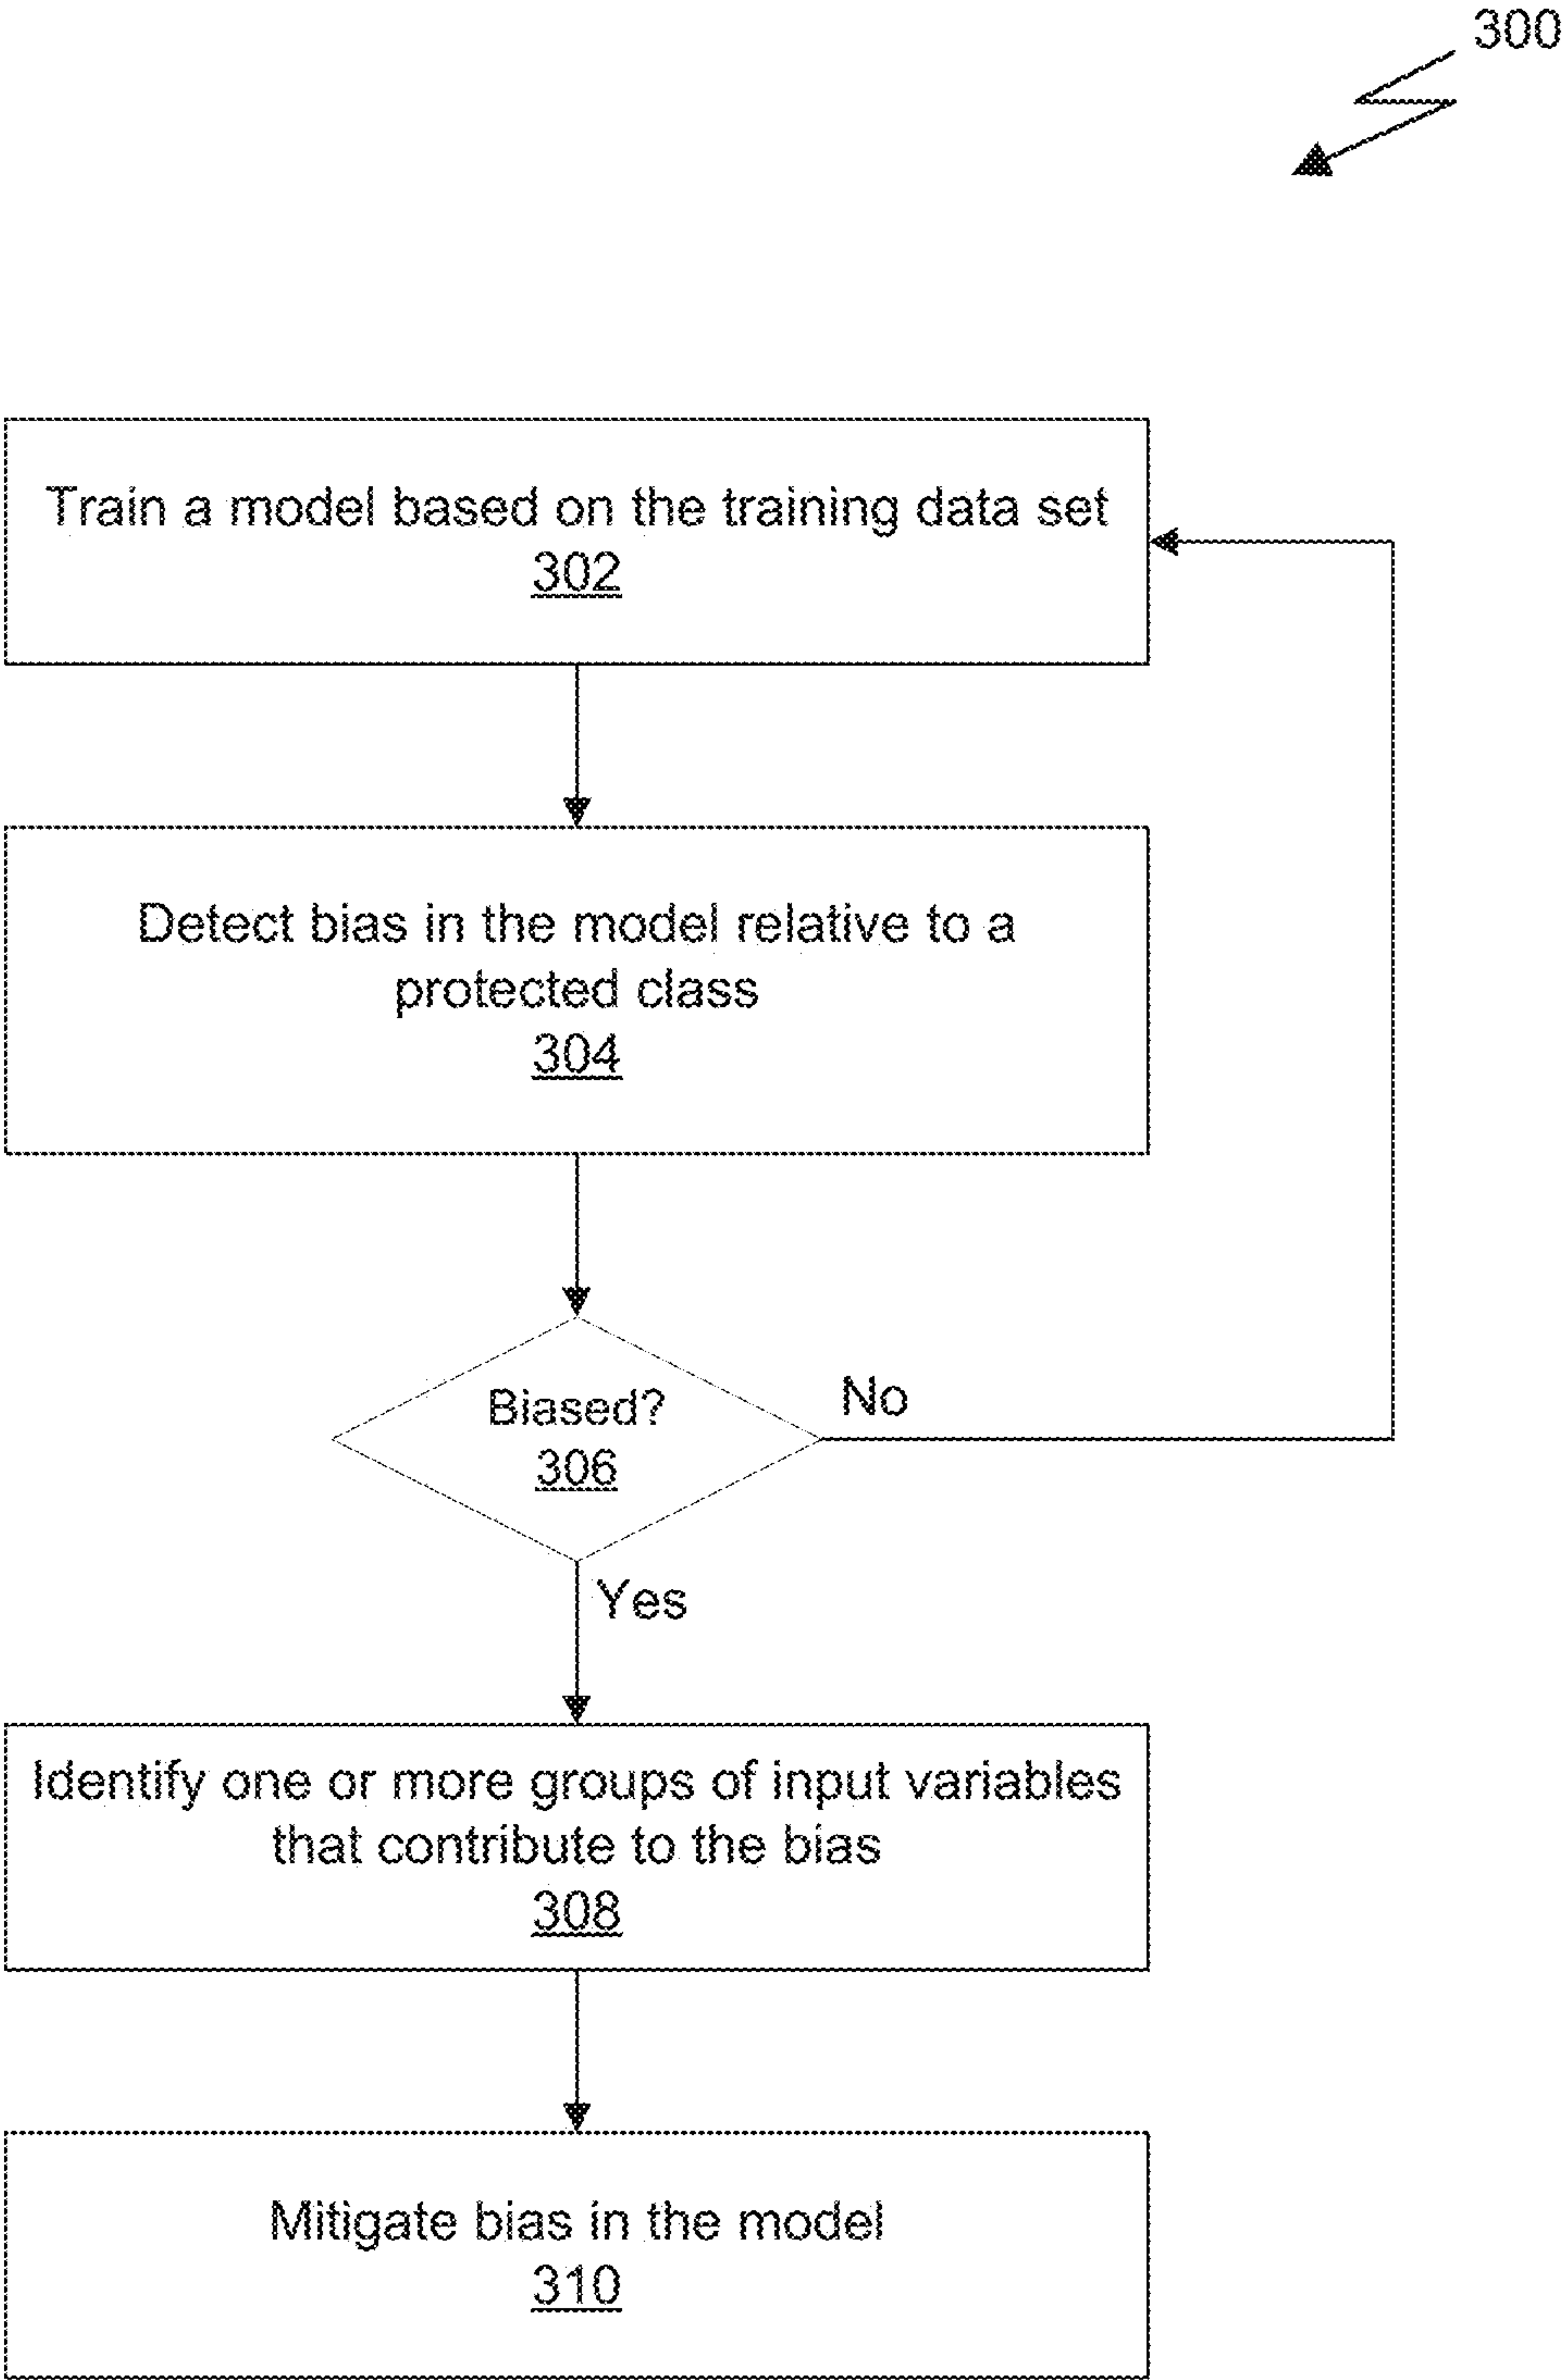 300
Train a model based on the training data set
302
Detect bias in the model relative to a
protected class
304
Biased?
306
No
Yes
Identify one or more groups of input variables
that contribute to the bias
308
Mitigate bias in the model
310